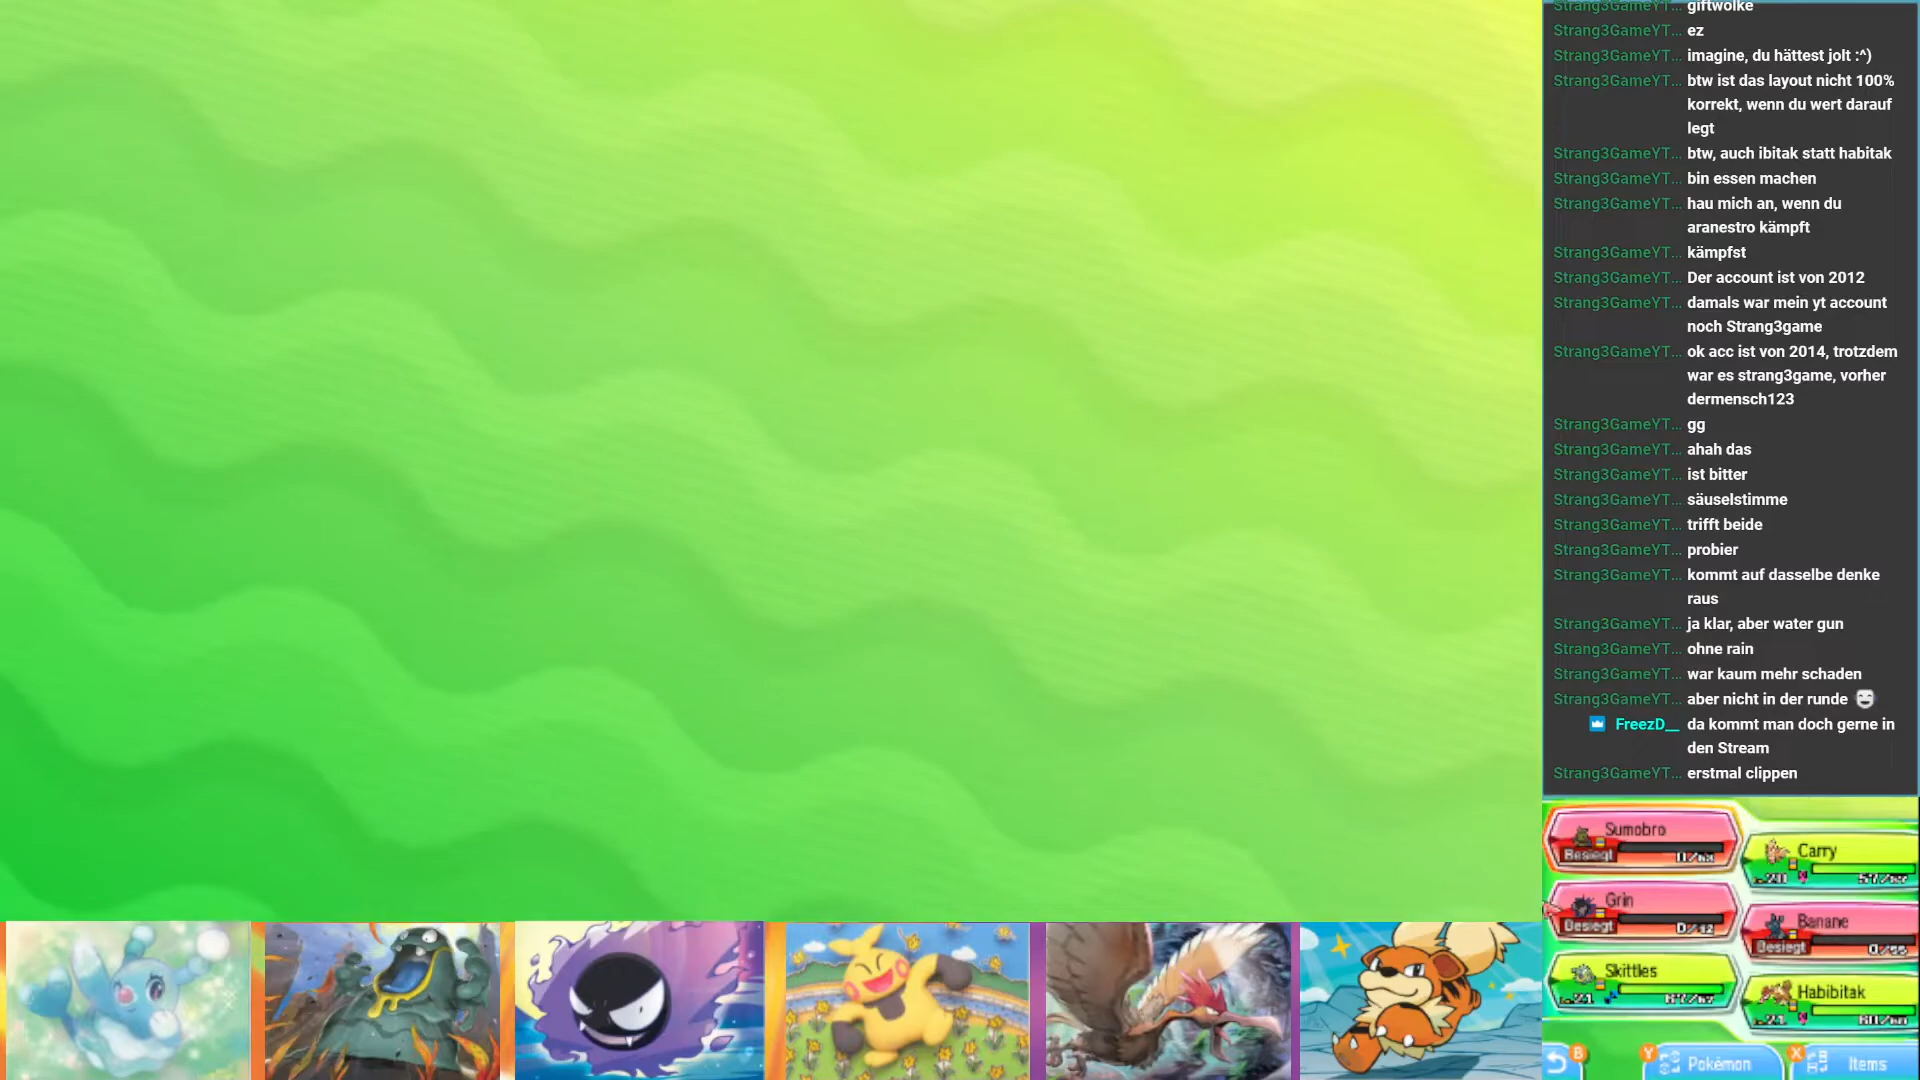 Strang3GameYT... giftwolke
Strang3GameYT... ez
Strang3GameYT... imagine, du hättest jolt :^)
Strang3GameYT... btw ist das layout nicht 100%
korrekt, wenn du wert darauf
legt
Strang3GameYT... btw, auch ibitak statt habitak
Strang3GameYT... bin essen machen
Strang3GameYT... hau mich an, wenn du
aranestro kämpft
Strang3GameYT... kämpfst
Strang3GameYT... Der account ist von 2012
Strang3GameYT... damals war mein yt account
noch Strang3game
Strang3GameYT... ok acc ist von 2014, trotzdem
war es strang3game, vorher
dermensch123
Strang3GameYT... gg
Strang3GameYT... ahah das
Strang3GameYT... ist bitter
Strang3GameYT... säuselstimme
Strang3GameYT... trifft beide
Strang3GameYT... probier
Strang3GameYT... kommt auf dasselbe denke
raus
Strang3GameYT... ja klar, aber water gun
Strang3GameYT... ohne rain
Strang3GameYT... war kaum mehr schaden
Strang3GameYT... aber nicht in der runde
FreezD__ da kommt man doch gerne in
den Stream
Strang3GameYT... erstmal clippen
Sumobro
Besiegt
Carry
Lv.20
Grin
Besiegt
Banane
Besiegt
Skittles
Lv.21
Habibitak
Lv.21
B
Y Pokémon
X Items